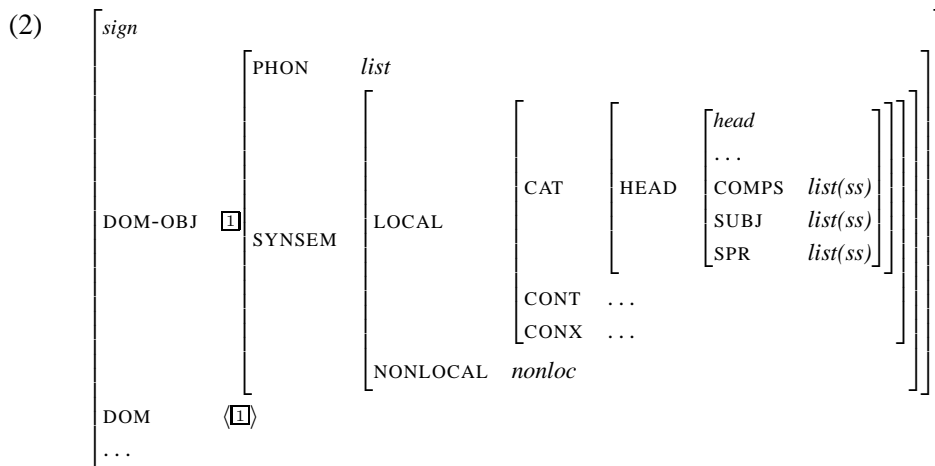 (2) sign
PHON list
head
...
CAT HEAD COMPS list(ss)
DOM-OBJ 1 SYNSEM LOCAL SUBJ list(ss)
SPR list(ss)
CONT ...
CONX ...
NONLOCAL nonloc
DOM ⟨1⟩
...